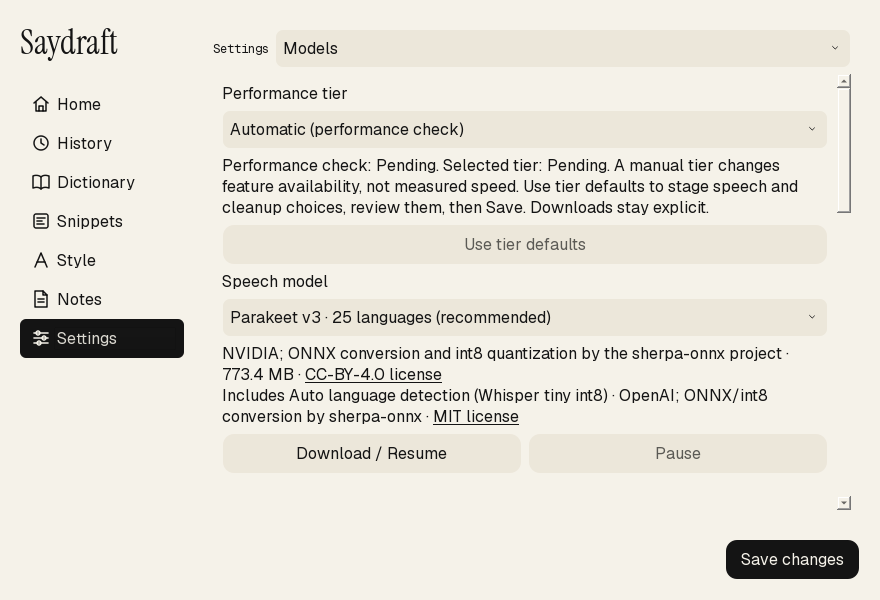 Saydraft
Settings
Models
Home
History
Dictionary
Snippets
Style
Notes
Settings
Performance tier
Automatic (performance check)
Performance check: Pending. Selected tier: Pending. A manual tier changes
feature availability, not measured speed. Use tier defaults to stage speech and
cleanup choices, review them, then Save. Downloads stay explicit.
Use tier defaults
Speech model
Parakeet v3 · 25 languages (recommended)
NVIDIA; ONNX conversion and int8 quantization by the sherpa-onnx project ·
773.4 MB · CC-BY-4.0 license
Includes Auto language detection (Whisper tiny int8) · OpenAI; ONNX/int8
conversion by sherpa-onnx · MIT license
Download / Resume
Pause
Save changes